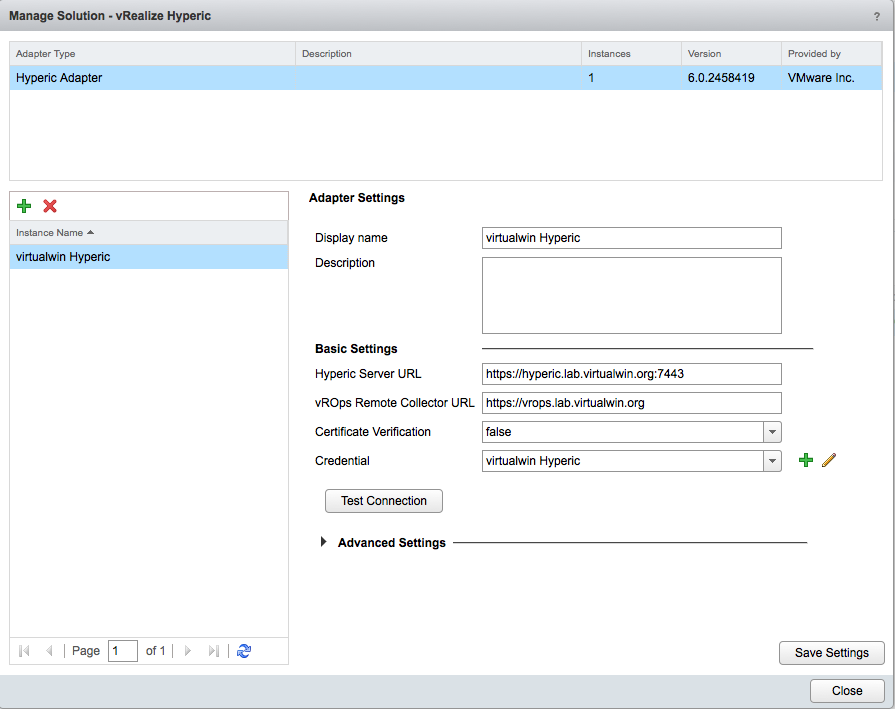 Manage Solution - vRealize Hyperic ?
Adapter Type Description Instances Version Provided by
Hyperic Adapter 1 6.0.2458419 VMware Inc.
Instance Name
virtualwin Hyperic
Adapter Settings
Display name virtualwin Hyperic
Description
Basic Settings
Hyperic Server URL https://hyperic.lab.virtualwin.org:7443
vROps Remote Collector URL https://vrops.lab.virtualwin.org
Certificate Verification false
Credential virtualwin Hyperic
Test Connection
Advanced Settings
Page 1 of 1
Save Settings
Close